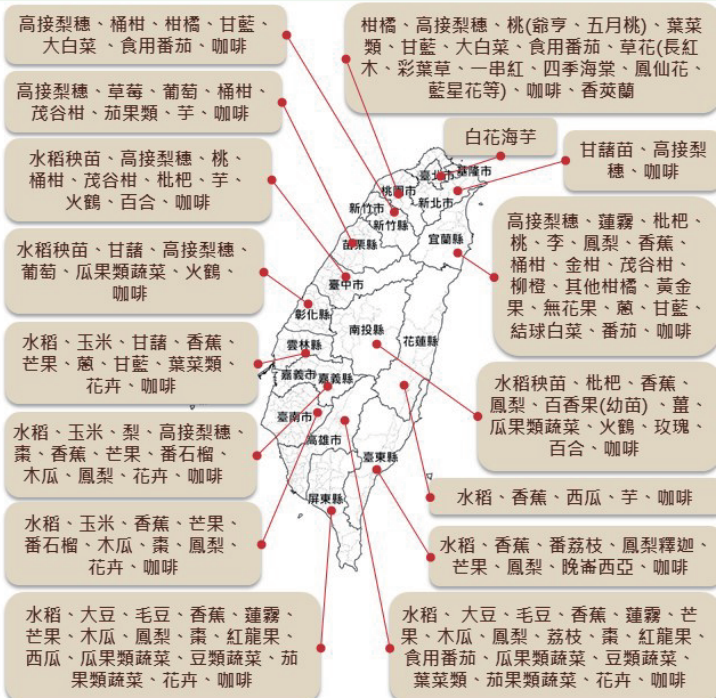 高接梨穗、桶柑、柑橘、甘藍、
大白菜、食用番茄、咖啡
柑橘、高接梨穗、桃(爺亨、五月桃)、葉菜
類、甘藍、大白菜、食用番茄、草花(長紅
木、彩葉草、一串紅、四季海棠、鳳仙花、
藍星花等)、咖啡、香莢蘭
高接梨穗、草莓、葡萄、桶柑、
茂谷柑、茄果類、芋、咖啡
白花海芋
甘藷苗、高接梨
穗、咖啡
水稻秧苗、高接梨穗、桃、
桶柑、茂谷柑、枇杷、芋、
火鶴、百合、咖啡
高接梨穗、蓮霧、枇杷、
桃、李、鳳梨、香蕉、
桶柑、金柑、茂谷柑、
柳橙、其他柑橘、黃金
果、無花果、蔥、甘藍、
結球白菜、番茄、咖啡
水稻秧苗、甘藷、高接梨穗、
葡萄、瓜果類蔬菜、火鶴、
咖啡
水稻、玉米、甘藷、香蕉、
芒果、蔥、甘藍、葉菜類、
花卉、咖啡
水稻秧苗、枇杷、香蕉、
鳳梨、百香果(幼苗)、薑、
瓜果類蔬菜、火鶴、玫瑰、
百合、咖啡
水稻、玉米、梨、高接梨穗、
棗、香蕉、芒果、番石榴、
木瓜、鳳梨、花卉、咖啡
水稻、香蕉、西瓜、芋、咖啡
水稻、玉米、香蕉、芒果、
番石榴、木瓜、棗、鳳梨、
花卉、咖啡
水稻、香蕉、番荔枝、鳳梨釋迦、
芒果、鳳梨、晚崙西亞、咖啡
水稻、大豆、毛豆、香蕉、蓮霧、
芒果、木瓜、鳳梨、棗、紅龍果、
西瓜、瓜果類蔬菜、豆類蔬菜、茄
果類蔬菜、花卉、咖啡
水稻、大豆、毛豆、香蕉、蓮霧、芒
果、木瓜、鳳梨、荔枝、棗、紅龍果、
食用番茄、瓜果類蔬菜、豆類蔬菜、
葉菜類、茄果類蔬菜、花卉、咖啡
基隆市
臺北市
桃園市
新北市
新竹市
新竹縣
宜蘭縣
苗栗縣
臺中市
彰化縣
南投縣
花蓮縣
雲林縣
嘉義市
嘉義縣
臺南市
高雄市
臺東縣
屏東縣